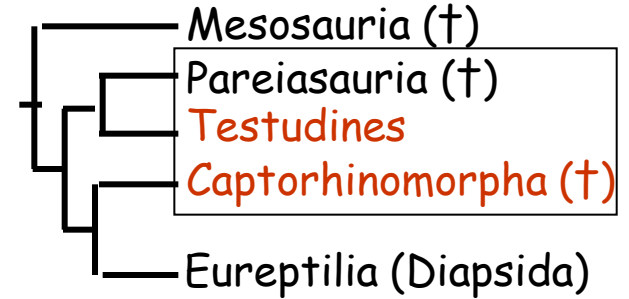 Mesosauria (†)
Pareiasauria (†)
Testudines
Captorhinomorpha (†)
Eureptilia (Diapsida)